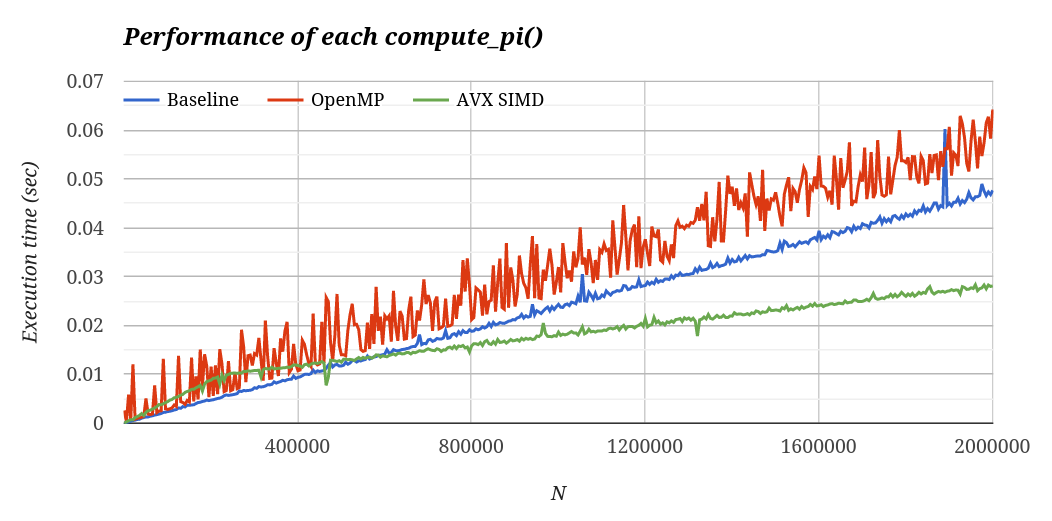 Performance of each compute_pi()
Baseline OpenMP AVX SIMD
0.07
0.06
0.05
0.04
0.03
0.02
0.01
0
Execution time (sec)
400000 800000 1200000 1600000 2000000
N